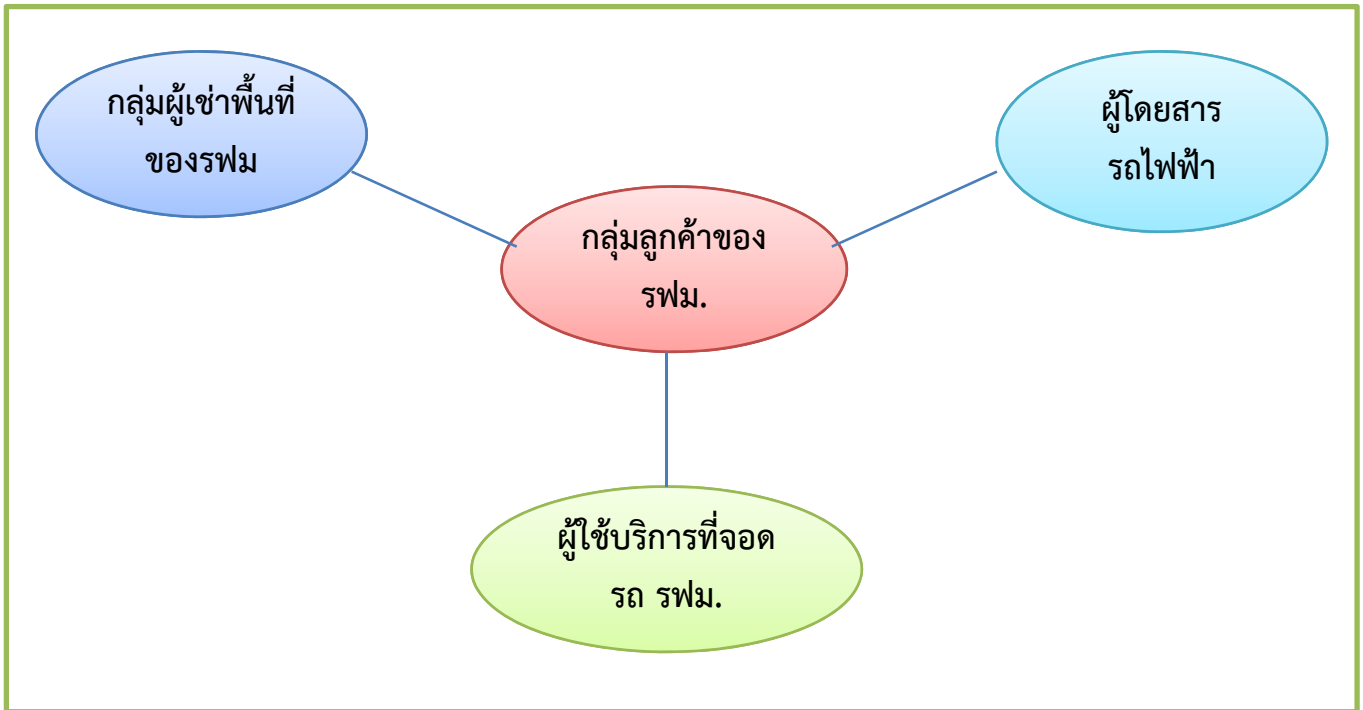 กลุ่มผู้เช่าพื้นที่
ของรฟม
ผู้โดยสาร
รถไฟฟ้า
กลุ่มลูกค้าของ
รฟม.
ผู้ใช้บริการที่จอด
รถ รฟม.